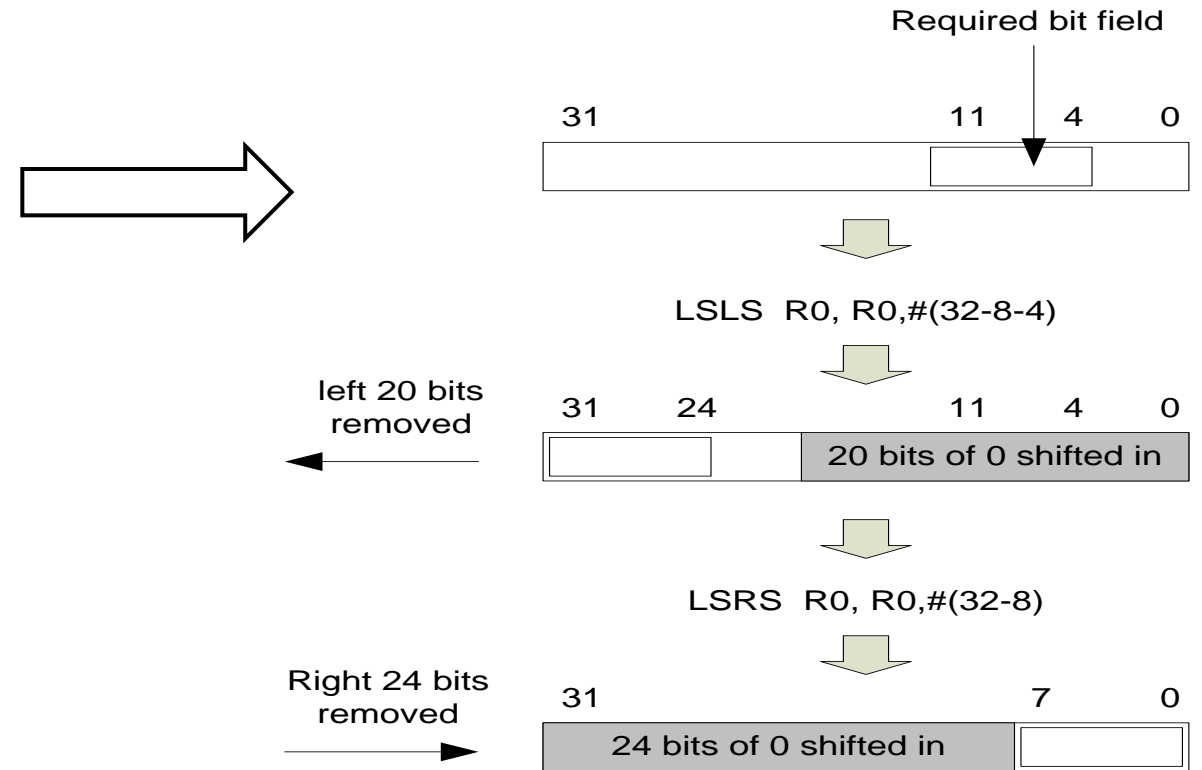 Required bit field
31 11 4 0
LSLS R0, R0,#(32-8-4)
left 20 bits
removed
31 24 11 4 0
20 bits of 0 shifted in
LSRS R0, R0,#(32-8)
Right 24 bits
removed
31 7 0
24 bits of 0 shifted in